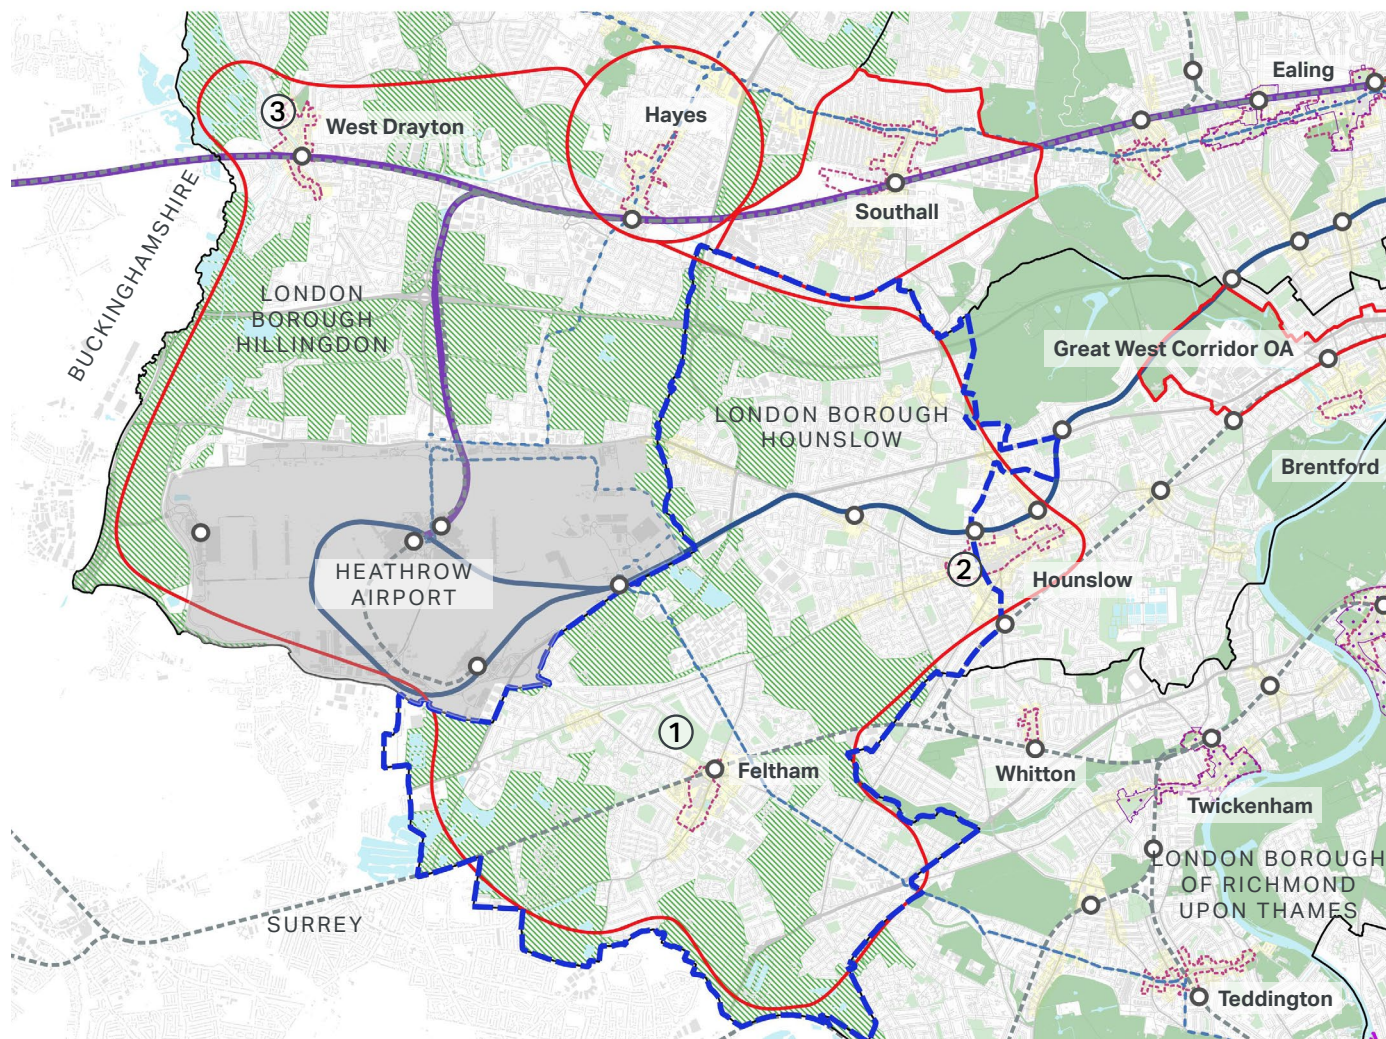 Ealing
Hayes
3
West Drayton
Southall
BUCKINGHAMSHIRE
LONDON
BOROUGH
HILLINGDON
Great West Corridor OA
LONDON BOROUGH
HOUNSLOW
Brentford
HEATHROW
AIRPORT
2
Hounslow
1
Feltham
Whitton
Twickenham
LONDON BOROUGH
OF RICHMOND
UPON THAMES
SURREY
Teddington